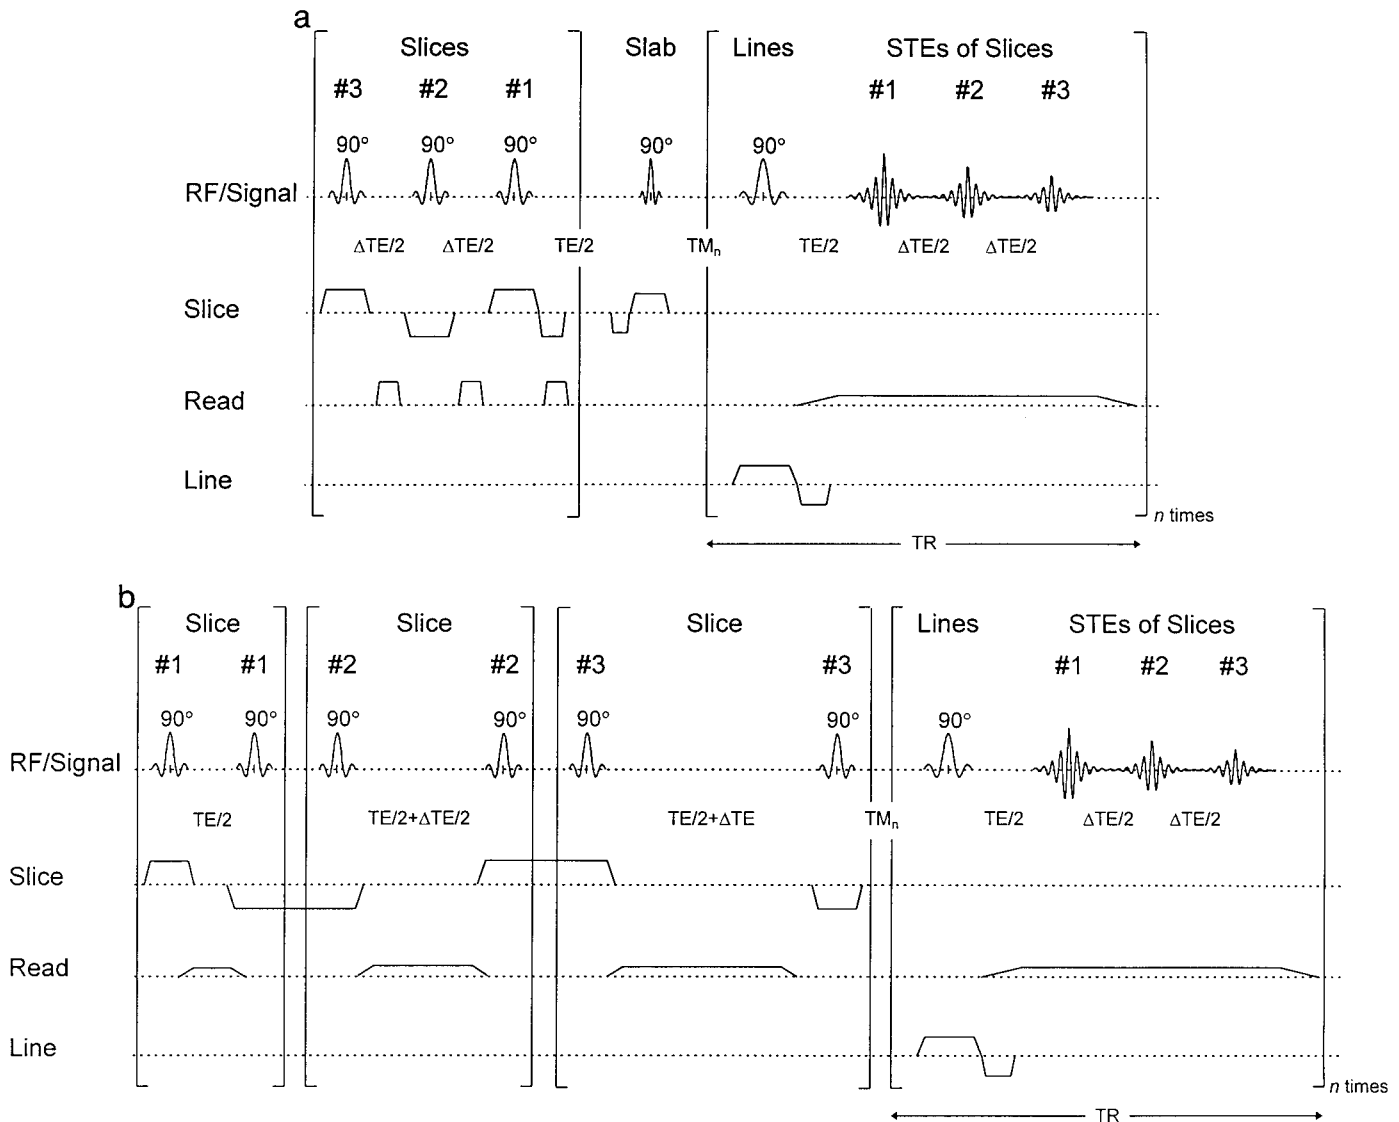 a
Slices Slab Lines STEs of Slices
#3 #2 #1 #1 #2 #3
90° 90° 90° 90° 90°
RF/Signal
ΔTE/2 ΔTE/2 TE/2 TMn TE/2 ΔTE/2 ΔTE/2
Slice
Read
Line
n times
TR
b
Slice Slice Slice Lines STEs of Slices
#1 #1 #2 #2 #3 #3 #1 #2 #3
90° 90° 90° 90° 90° 90° 90°
RF/Signal
TE/2 TE/2+ΔTE/2 TE/2+ΔTE TMn TE/2 ΔTE/2 ΔTE/2
Slice
Read
Line
n times
TR